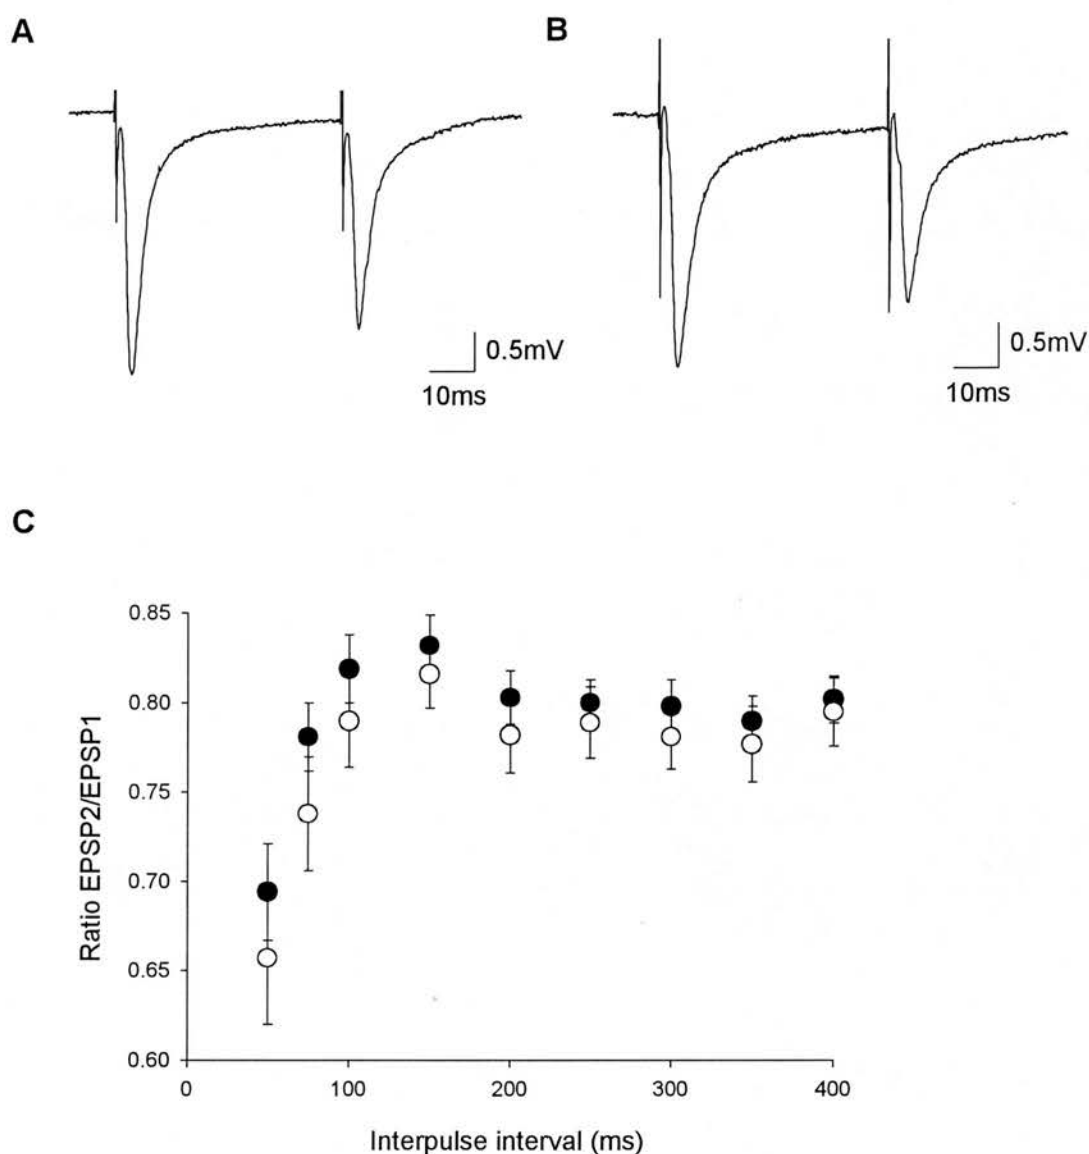 A
B
0.5mV
10ms
0.5mV
10ms
C
0.85
0.80
0.75
0.70
0.65
0.60
Ratio EPSP2/EPSP1
0 100 200 300 400
Interpulse interval (ms)